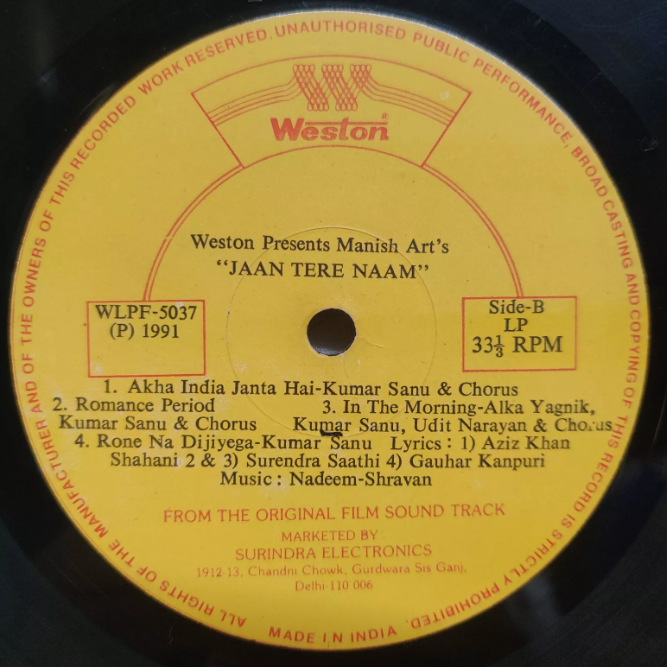 ALL RIGHTS OF THE MANUFACTURER AND OF THE OWNERS OF THIS RECORDED WORK RESERVED. UNAUTHORISED PUBLIC PERFORMANCE, BROAD CASTING AND COPYING OF THIS RECORD IS STRICTLY PROHIBITED.
W
Weston
Weston Presents Manish Art's
"JAAN TERE NAAM"
WLPF-5037
(P) 1991
Side-B
LP
33⅓ RPM
1. Akha India Janta Hai-Kumar Sanu & Chorus
2. Romance Period 3. In The Morning-Alka Yagnik,
Kumar Sanu & Chorus Kumar Sanu, Udit Narayan & Chorus
4. Rone Na Dijiyega-Kumar Sanu Lyrics : 1) Aziz Khan
Shahani 2 & 3) Surendra Saathi 4) Gauhar Kanpuri
Music : Nadeem-Shravan
FROM THE ORIGINAL FILM SOUND TRACK
MARKETED BY
SURINDRA ELECTRONICS
1912-13, Chandni Chowk, Gurdwara Sis Ganj,
Delhi-110 006
MADE IN INDIA